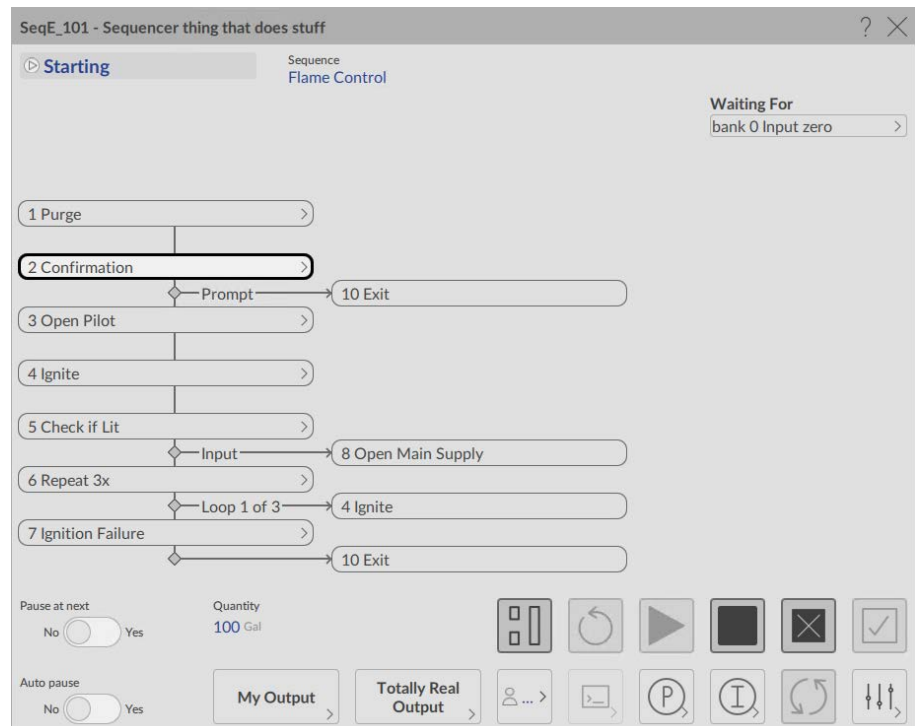 SeqE_101 - Sequencer thing that does stuff ?
Starting
Sequence
Flame Control
Waiting For
bank 0 Input zero
1 Purge
2 Confirmation
Prompt
10 Exit
3 Open Pilot
4 Ignite
5 Check if Lit
Input
8 Open Main Supply
6 Repeat 3x
Loop 1 of 3
4 Ignite
7 Ignition Failure
10 Exit
Pause at next
No Yes
Quantity
100 Gal
Auto pause
No Yes
My Output
Totally Real
Output
...
P
I